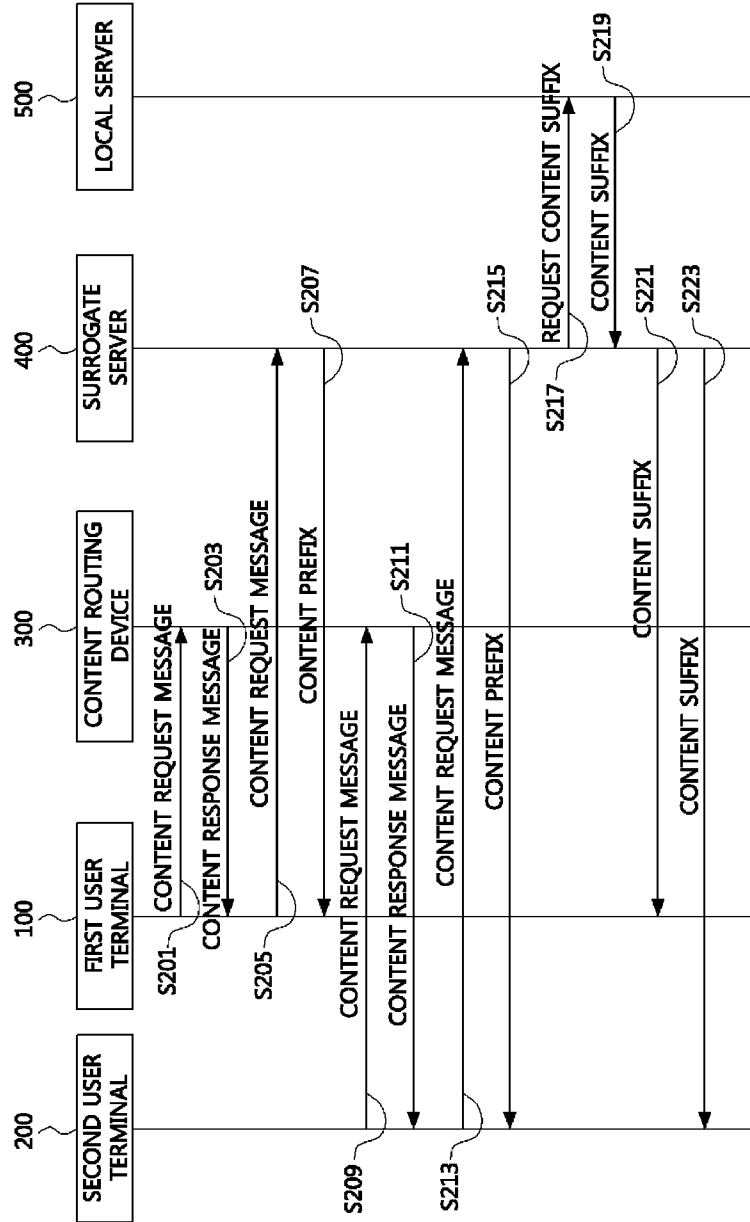 200
100
300
400
500
SECOND USER
TERMINAL
FIRST USER
TERMINAL
CONTENT ROUTING
DEVICE
SURROGATE
SERVER
LOCAL SERVER
CONTENT REQUEST MESSAGE
S201
CONTENT RESPONSE MESSAGE
S203
CONTENT REQUEST MESSAGE
S205
CONTENT PREFIX
S207
CONTENT REQUEST MESSAGE
S209
CONTENT RESPONSE MESSAGE
S211
CONTENT REQUEST MESSAGE
S213
CONTENT PREFIX
S215
REQUEST CONTENT SUFFIX
S217
CONTENT SUFFIX
S219
CONTENT SUFFIX
S221
CONTENT SUFFIX
S223